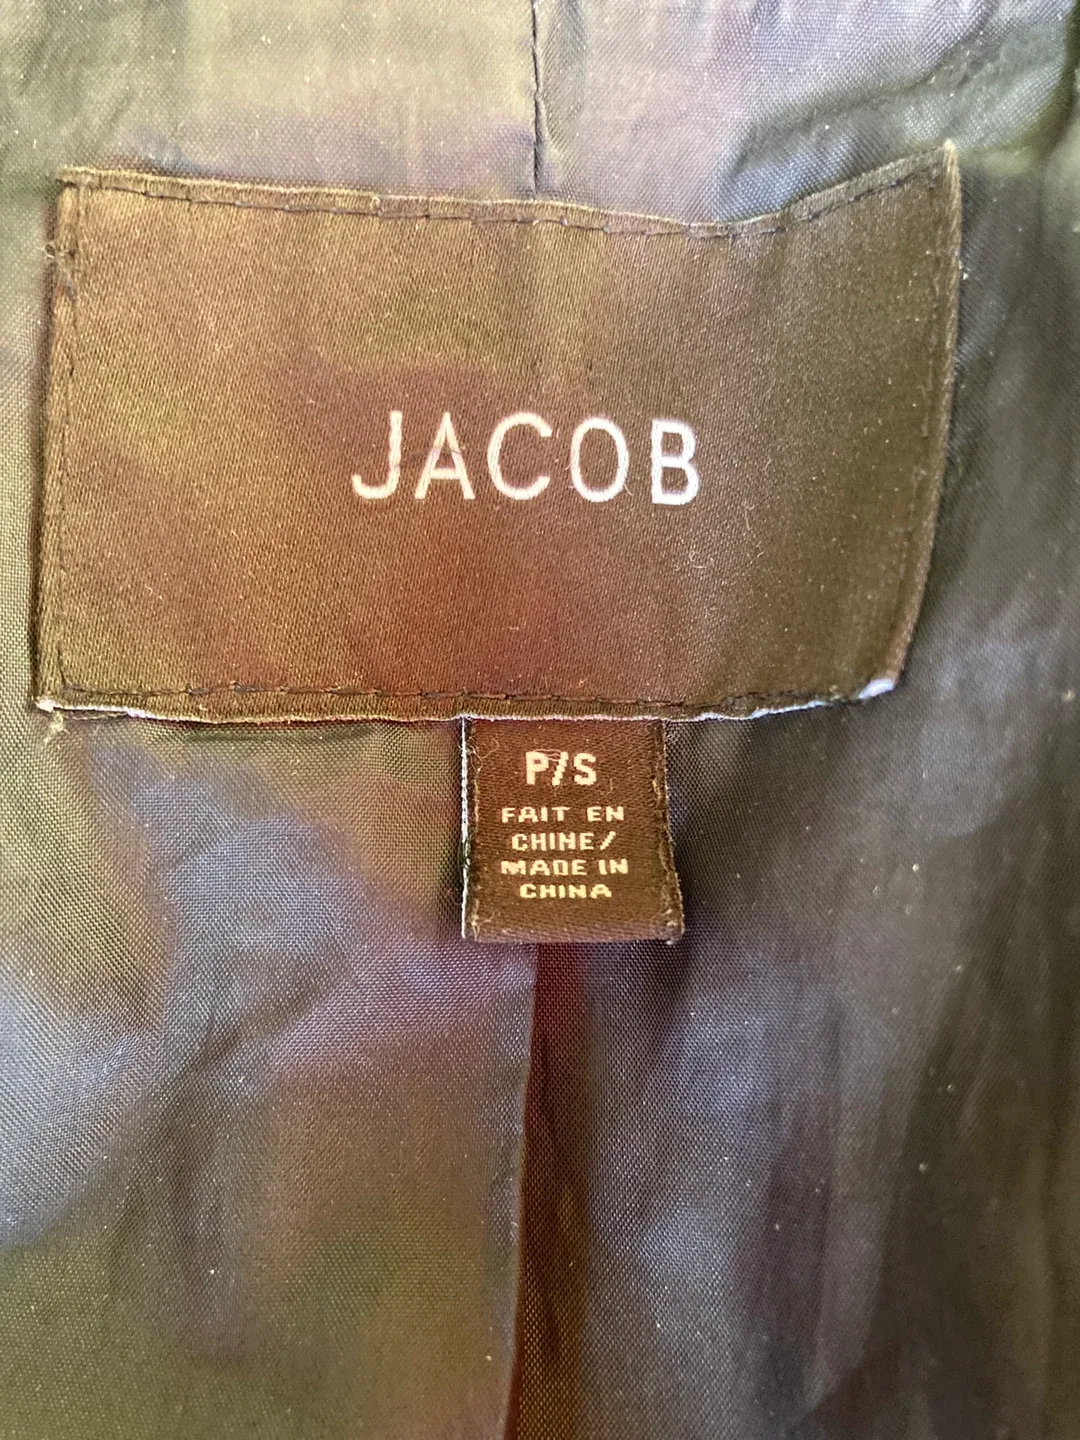 JACOB
P/S
FAIT EN
CHINE/
MADE IN
CHINA